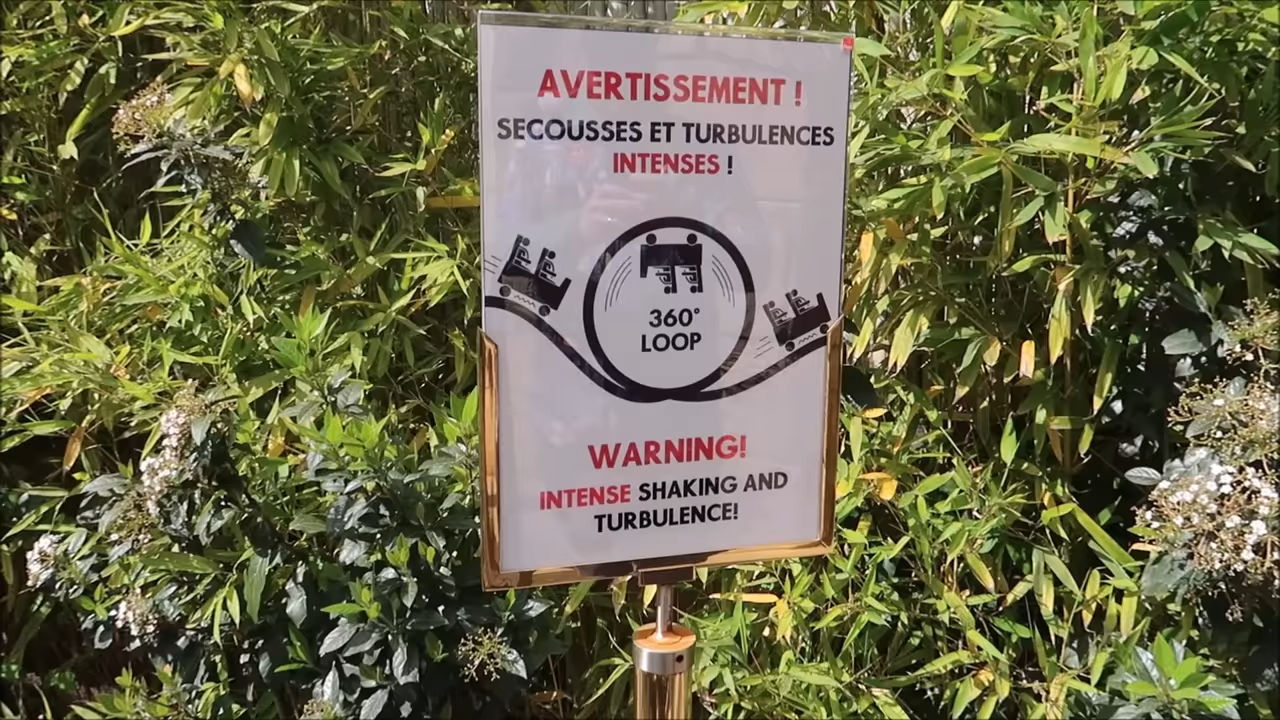 AVERTISSEMENT !
SECOUSSES ET TURBULENCES
INTENSES !
360°
LOOP
WARNING!
INTENSE SHAKING AND
TURBULENCE!